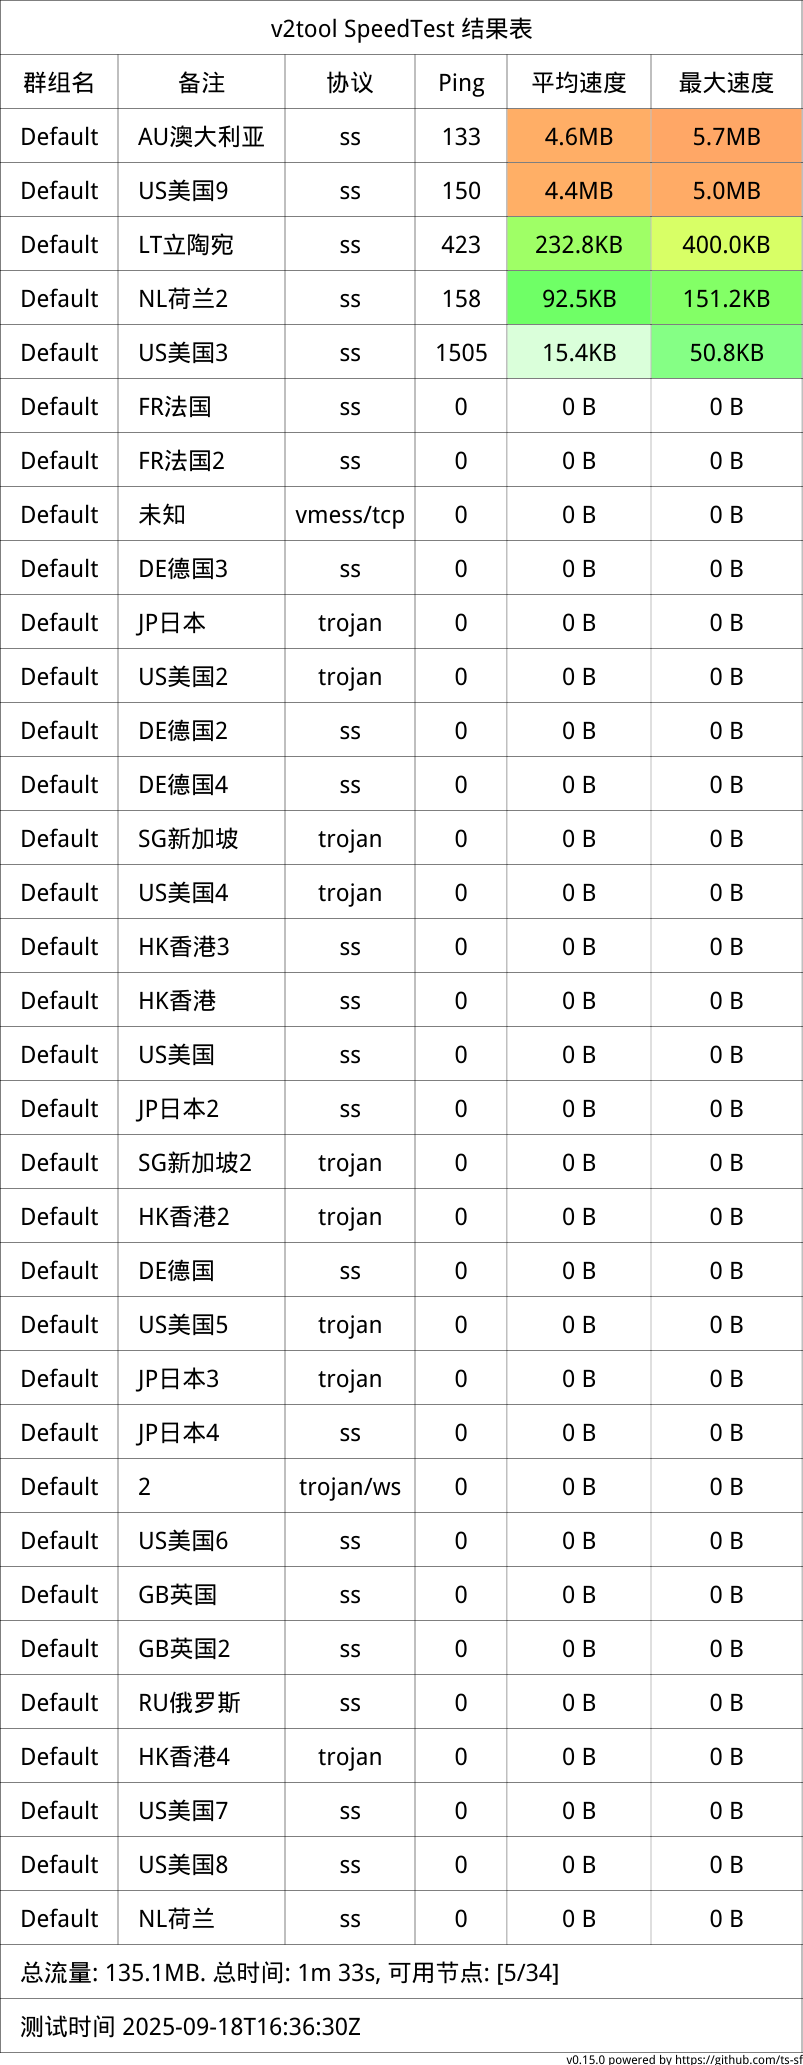 v2tool SpeedTest 结果表
群组名 备注 协议 Ping 平均速度 最大速度
Default AU澳大利亚 ss 133 4.6MB 5.7MB
Default US美国9 ss 150 4.4MB 5.0MB
Default LT立陶宛 ss 423 232.8KB 400.0KB
Default NL荷兰2 ss 158 92.5KB 151.2KB
Default US美国3 ss 1505 15.4KB 50.8KB
Default FR法国 ss 0 0 B 0 B
Default FR法国2 ss 0 0 B 0 B
Default 未知 vmess/tcp 0 0 B 0 B
Default DE德国3 ss 0 0 B 0 B
Default JP日本 trojan 0 0 B 0 B
Default US美国2 trojan 0 0 B 0 B
Default DE德国2 ss 0 0 B 0 B
Default DE德国4 ss 0 0 B 0 B
Default SG新加坡 trojan 0 0 B 0 B
Default US美国4 trojan 0 0 B 0 B
Default HK香港3 ss 0 0 B 0 B
Default HK香港 ss 0 0 B 0 B
Default US美国 ss 0 0 B 0 B
Default JP日本2 ss 0 0 B 0 B
Default SG新加坡2 trojan 0 0 B 0 B
Default HK香港2 trojan 0 0 B 0 B
Default DE德国 ss 0 0 B 0 B
Default US美国5 trojan 0 0 B 0 B
Default JP日本3 trojan 0 0 B 0 B
Default JP日本4 ss 0 0 B 0 B
Default 2 trojan/ws 0 0 B 0 B
Default US美国6 ss 0 0 B 0 B
Default GB英国 ss 0 0 B 0 B
Default GB英国2 ss 0 0 B 0 B
Default RU俄罗斯 ss 0 0 B 0 B
Default HK香港4 trojan 0 0 B 0 B
Default US美国7 ss 0 0 B 0 B
Default US美国8 ss 0 0 B 0 B
Default NL荷兰 ss 0 0 B 0 B
总流量: 135.1MB. 总时间: 1m 33s, 可用节点: [5/34]
测试时间 2025-09-18T16:36:30Z
v0.15.0 powered by https://github.com/ts-sf